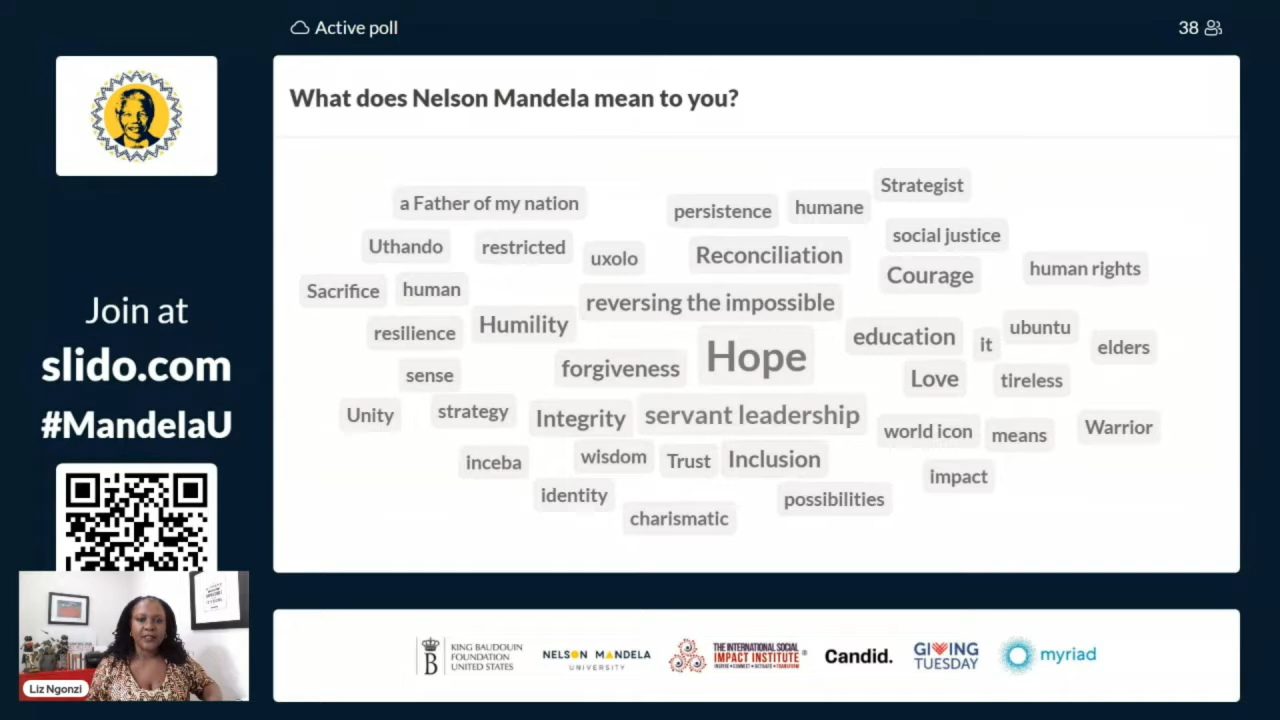 Active poll
38
What does Nelson Mandela mean to you?
Strategist
a Father of my nation
persistence
humane
social justice
Uthando
restricted
uxolo
Reconciliation
Courage
human rights
Sacrifice
human
reversing the impossible
resilience
Humility
education
it
ubuntu
elders
forgiveness
Hope
sense
Love
tireless
Unity
strategy
Integrity
servant leadership
world icon
means
Warrior
inceba
wisdom
Trust
Inclusion
impact
identity
possibilities
charismatic
Join at
slido.com
#MandelaU
Liz Ngonzi
KING BAUDOUIN
FOUNDATION
UNITED STATES
NELSON MANDELA
UNIVERSITY
THE INTERNATIONAL SOCIAL
IMPACT INSTITUTE®
INSPIRE • CONNECT • ACTIVATE • TRANSFORM
Candid.
GIVING
TUESDAY
myriad